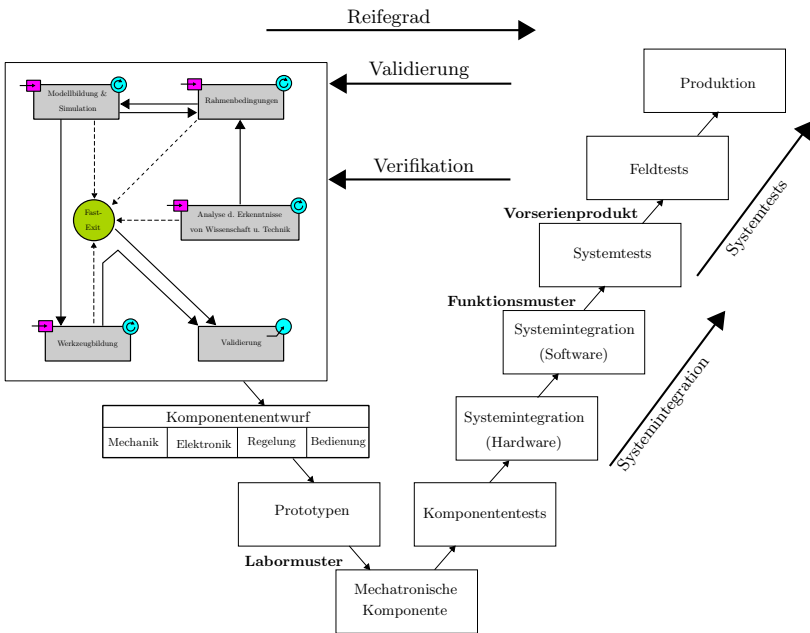 Reifegrad
Validierung
Verifikation
Modellbildung &
Simulation
Rahmenbedingungen
Fast-
Exit
Analyse d. Erkenntnisse
von Wissenschaft u. Technik
Werkzeugbildung
Validierung
Komponentenentwurf
Mechanik
Elektronik
Regelung
Bedienung
Prototypen
Labormuster
Mechatronische
Komponente
Komponententests
Systemintegration
(Hardware)
Systemintegration
(Software)
Funktionsmuster
Systemtests
Vorserienprodukt
Feldtests
Produktion
Systemintegration
Systemtests